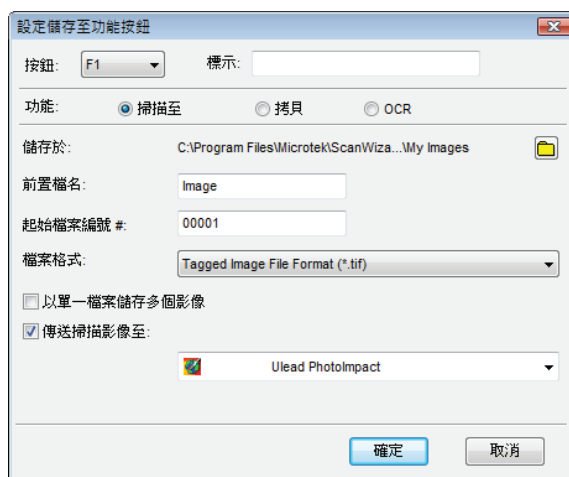 設定儲存至功能按鈕
按鈕: F1 標示:
功能: 掃描至 拷貝 OCR
儲存於: C:\Program Files\Microtek\ScanWiza...\My Images
前置檔名: Image
起始檔案編號 #: 00001
檔案格式: Tagged Image File Format (*.tif)
以單一檔案儲存多個影像
傳送掃描影像至:
Ulead PhotoImpact
確定 取消